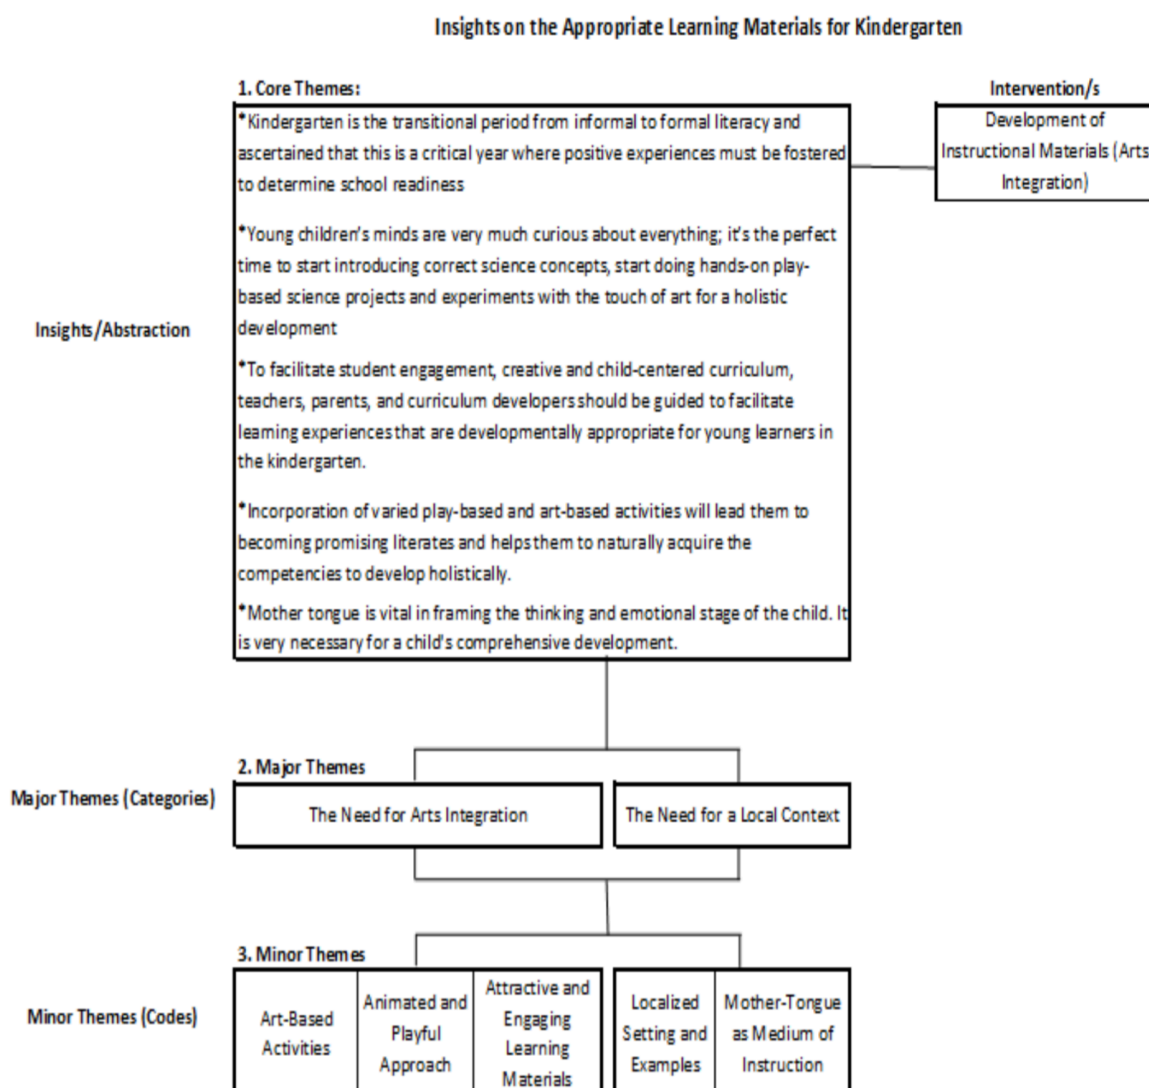 Insights on the Appropriate Learning Materials for Kindergarten
1. Core Themes:
*Kindergarten is the transitional period from informal to formal literacy and
ascertained that this is a critical year where positive experiences must be fostered
to determine school readiness
*Young children's minds are very much curious about everything; it's the perfect
time to start introducing correct science concepts, start doing hands-on play-
based science projects and experiments with the touch of art for a holistic
development
*To facilitate student engagement, creative and child-centered curriculum,
teachers, parents, and curriculum developers should be guided to facilitate
learning experiences that are developmentally appropriate for young learners in
the kindergarten.
*Incorporation of varied play-based and art-based activities will lead them to
becoming promising literates and helps them to naturally acquire the
competencies to develop holistically.
*Mother tongue is vital in framing the thinking and emotional stage of the child. It
is very necessary for a child's comprehensive development.
Intervention/s
Development of
Instructional Materials (Arts
Integration)
Insights/Abstraction
2. Major Themes
Major Themes (Categories)
The Need for Arts Integration
The Need for a Local Context
3. Minor Themes
Minor Themes (Codes)
Art-Based
Activities
Animated and
Playful
Approach
Attractive and
Engaging
Learning
Materials
Localized
Setting and
Examples
Mother-Tongue
as Medium of
Instruction